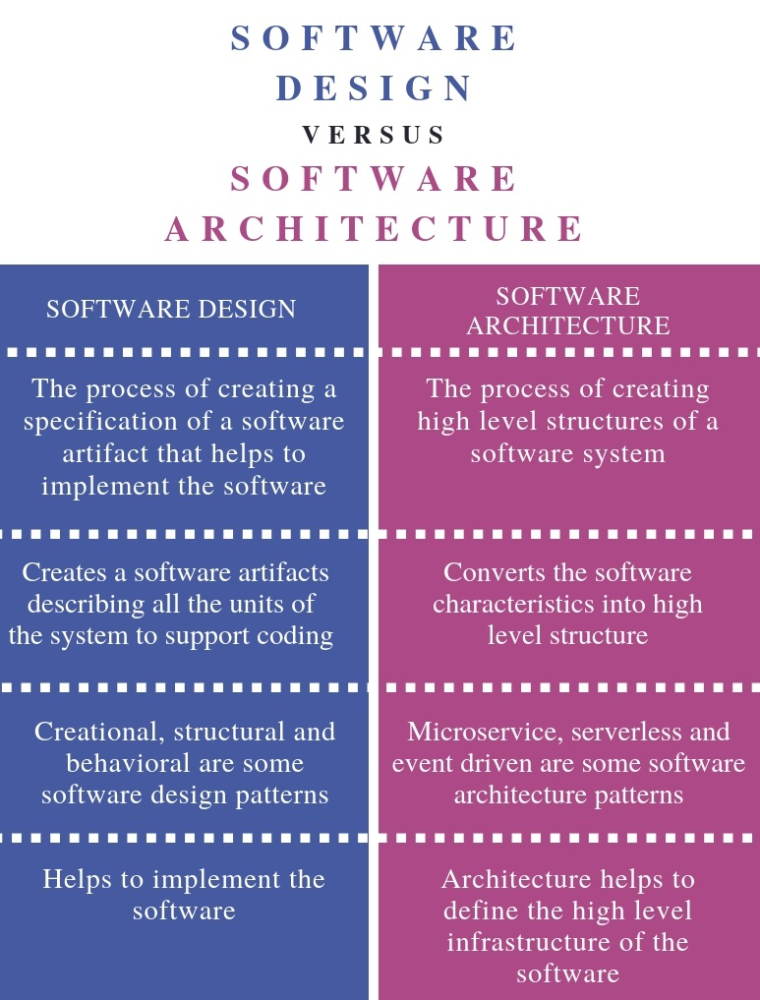 SOFTWARE
DESIGN
VERSUS
SOFTWARE
ARCHITECTURE
SOFTWARE DESIGN
SOFTWARE
ARCHITECTURE
The process of creating a
specification of a software
artifact that helps to
implement the software
The process of creating
high level structures of a
software system
Creates a software artifacts
describing all the units of
the system to support coding
Converts the software
characteristics into high
level structure
Creational, structural and
behavioral are some
software design patterns
Microservice, serverless and
event driven are some software
architecture patterns
Helps to implement the
software
Architecture helps to
define the high level
infrastructure of the
software